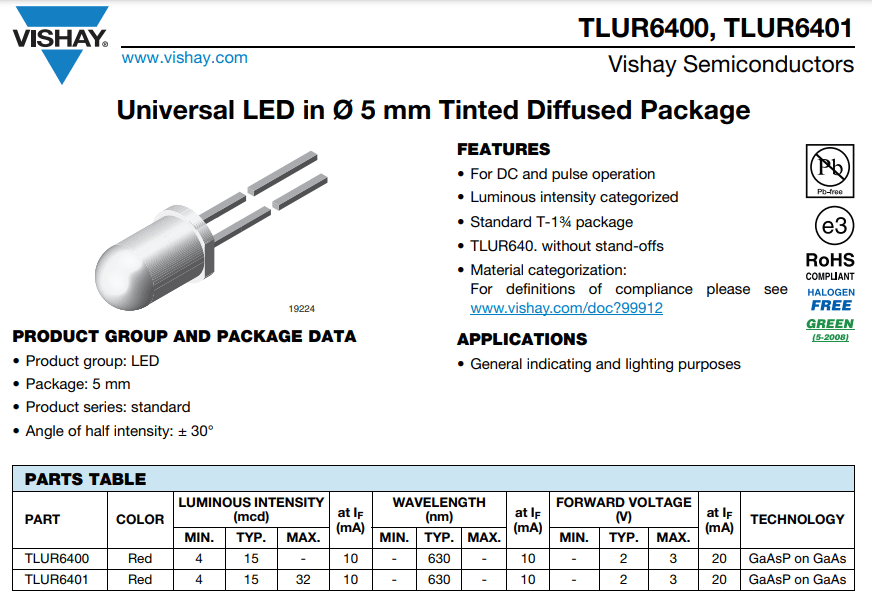 VISHAY®
www.vishay.com
TLUR6400, TLUR6401
Vishay Semiconductors
Universal LED in Ø 5 mm Tinted Diffused Package
19224
PRODUCT GROUP AND PACKAGE DATA
• Product group: LED
• Package: 5 mm
• Product series: standard
• Angle of half intensity: ± 30°
FEATURES
• For DC and pulse operation
• Luminous intensity categorized
• Standard T-1¾ package
• TLUR640. without stand-offs
• Material categorization:
For definitions of compliance please see
www.vishay.com/doc?99912
APPLICATIONS
• General indicating and lighting purposes
Pb
Pb-free
e3
RoHS
COMPLIANT
HALOGEN
FREE
GREEN
(5-2008)
PARTS TABLE
PART COLOR LUMINOUS INTENSITY (mcd) at IF (mA) WAVELENGTH (nm) at IF (mA) FORWARD VOLTAGE (V) at IF (mA) TECHNOLOGY
MIN. TYP. MAX. MIN. TYP. MAX. MIN. TYP. MAX.
TLUR6400 Red 4 15 - 10 - 630 - 10 - 2 3 20 GaAsP on GaAs
TLUR6401 Red 4 15 32 10 - 630 - 10 - 2 3 20 GaAsP on GaAs